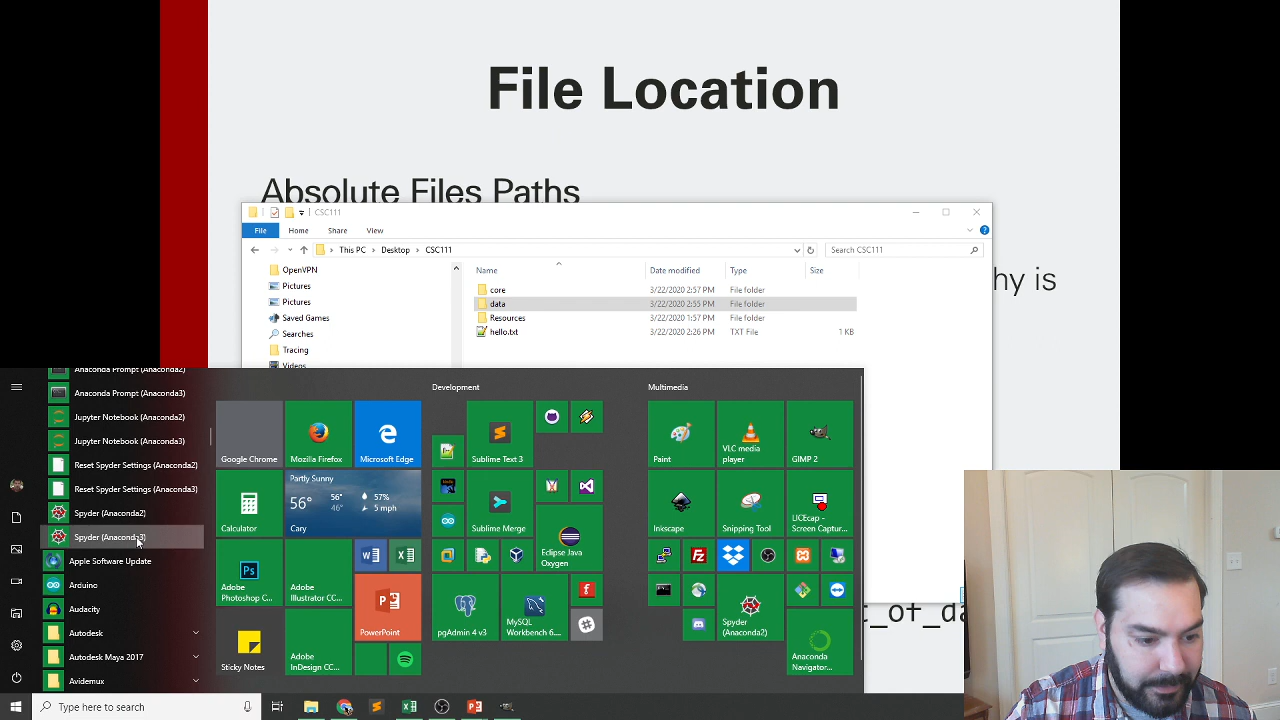 File Location
Absolute Files Paths
CSC111
File
Home
Share
View
This PC
Desktop
CSC111
Search CSC111
OpenVPN
Pictures
Pictures
Saved Games
Searches
Tracing
Videos
Name
Date modified
Type
Size
core
3/22/2020 2:57 PM
File folder
data
3/22/2020 2:55 PM
File folder
Resources
3/22/2020 1:57 PM
File folder
hello.txt
3/22/2020 2:26 PM
TXT File
1 KB
hy is
t_of_da
Anaconda Prompt (Anaconda2)
Anaconda Prompt (Anaconda3)
Jupyter Notebook (Anaconda2)
Jupyter Notebook (Anaconda3)
Reset Spyder Settings (Anaconda2)
Reset Spyder Settings (Anaconda3)
Spyder (Anaconda2)
Spyder (Anaconda3)
Apple Software Update
Arduino
Audacity
Autodesk
Autodesk Maya 2017
Avidemux
Google Chrome
Mozilla Firefox
Microsoft Edge
Calculator
Partly Sunny
56°
56°
46°
57%
5 mph
Cary
Adobe
Photoshop C...
Adobe
Illustrator CC...
Sticky Notes
Adobe
InDesign CC...
PowerPoint
Development
Sublime Text 3
Sublime Merge
Eclipse Java
Oxygen
pgAdmin 4 v3
MySQL
Workbench 6....
Multimedia
Paint
VLC media
player
GIMP 2
Inkscape
Snipping Tool
LICEcap -
Screen Captur...
Spyder
(Anaconda2)
Anaconda
Navigator...
Type here to search